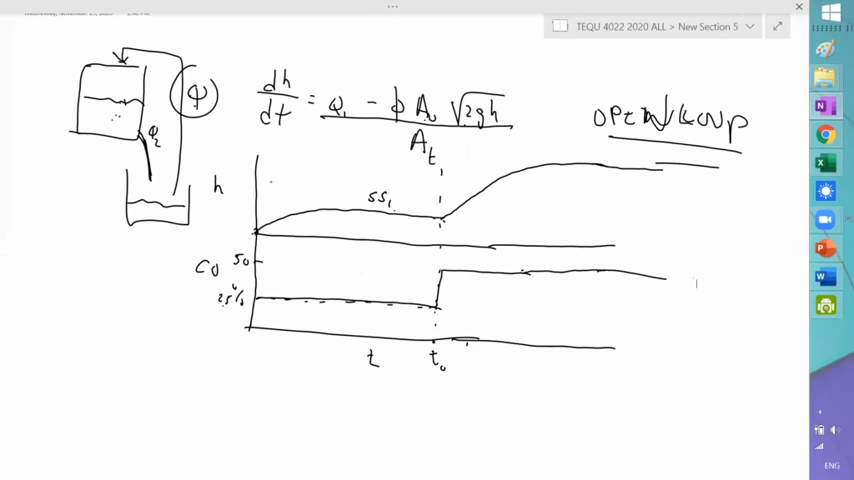 TEQU 4022 2020 ALL > New Section 5
dh/dt = Q₁ - ϕ A₀ √2gh / Aₜ
OPEN LOOP
Q₂
h
SS₁
CO
50
25%
t
t₀
ENG